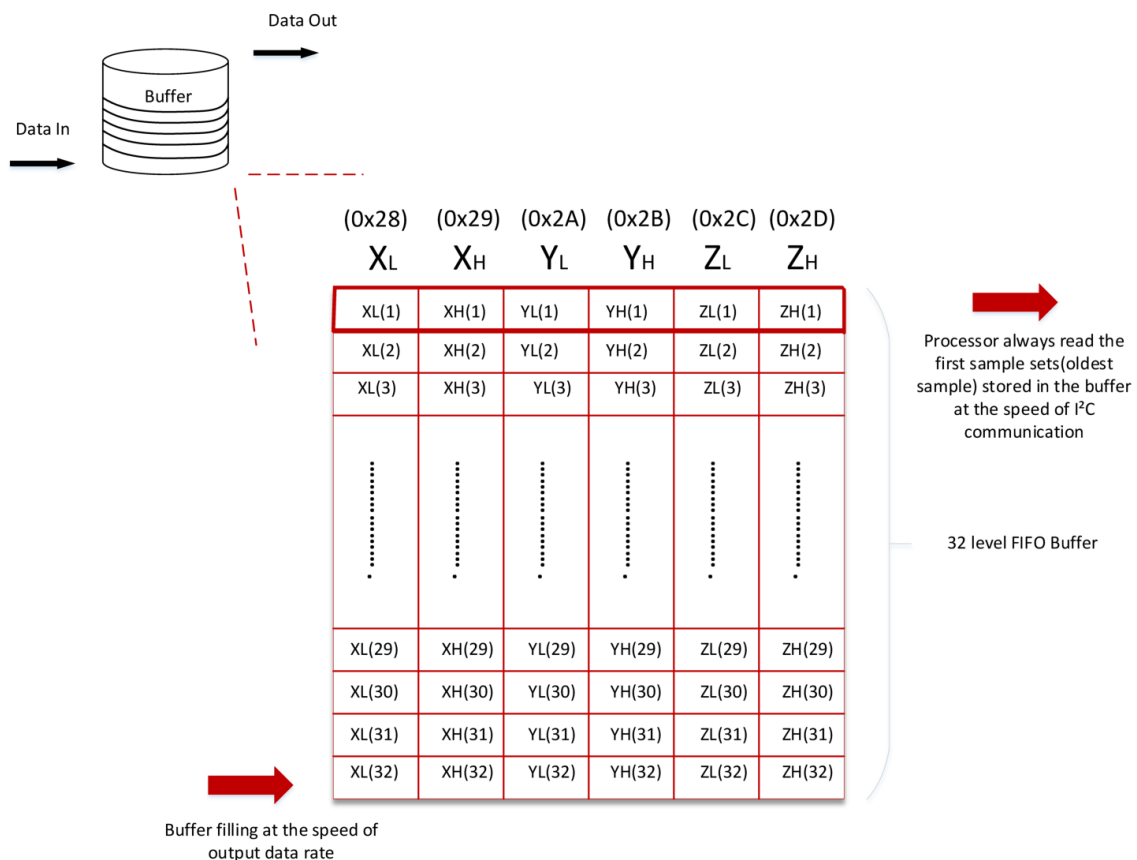 Data Out
Buffer
Data In
(0x28) (0x29) (0x2A) (0x2B) (0x2C) (0x2D)
XL XH YL YH ZL ZH
XL(1) XH(1) YL(1) YH(1) ZL(1) ZH(1)
XL(2) XH(2) YL(2) YH(2) ZL(2) ZH(2)
XL(3) XH(3) YL(3) YH(3) ZL(3) ZH(3)
XL(29) XH(29) YL(29) YH(29) ZL(29) ZH(29)
XL(30) XH(30) YL(30) YH(30) ZL(30) ZH(30)
XL(31) XH(31) YL(31) YH(31) ZL(31) ZH(31)
XL(32) XH(32) YL(32) YH(32) ZL(32) ZH(32)
Processor always read the
first sample sets(oldest
sample) stored in the buffer
at the speed of I²C
communication
32 level FIFO Buffer
Buffer filling at the speed of
output data rate